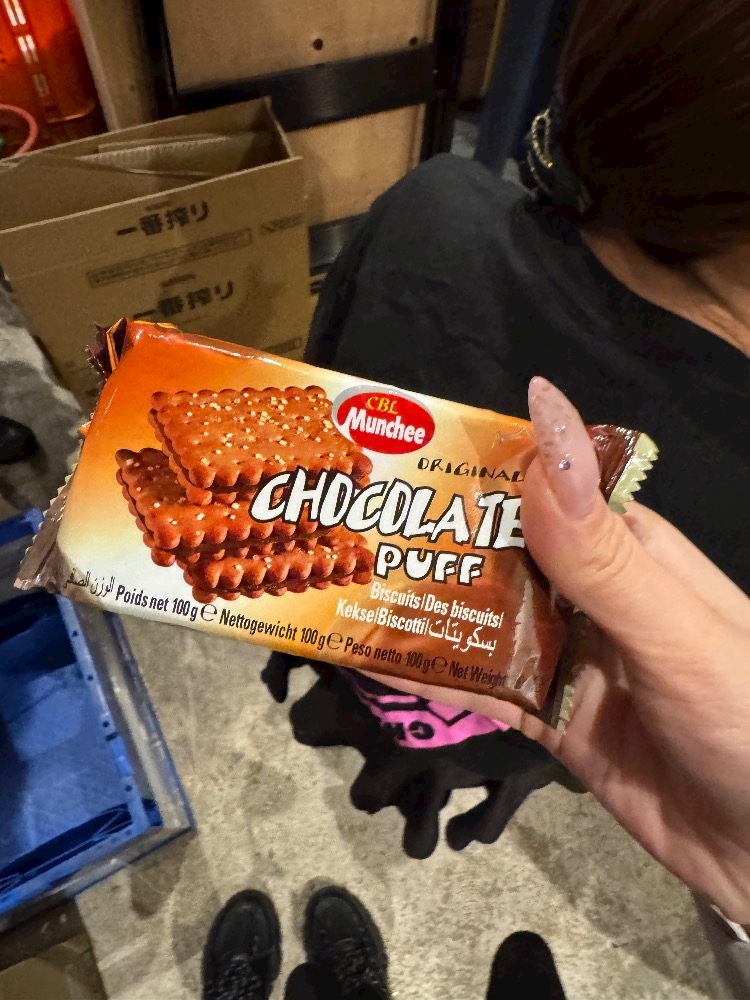 一番搾り
一番搾り
CBL
Munchee
ORIGINAL
CHOCOLATE
PUFF
Biscuits/Des biscuits/
Kekse/Biscotti/بسكويتات
Poids net 100g℮ Nettogewicht 100g℮ Peso netto 100g℮ Net Weight
الوزن